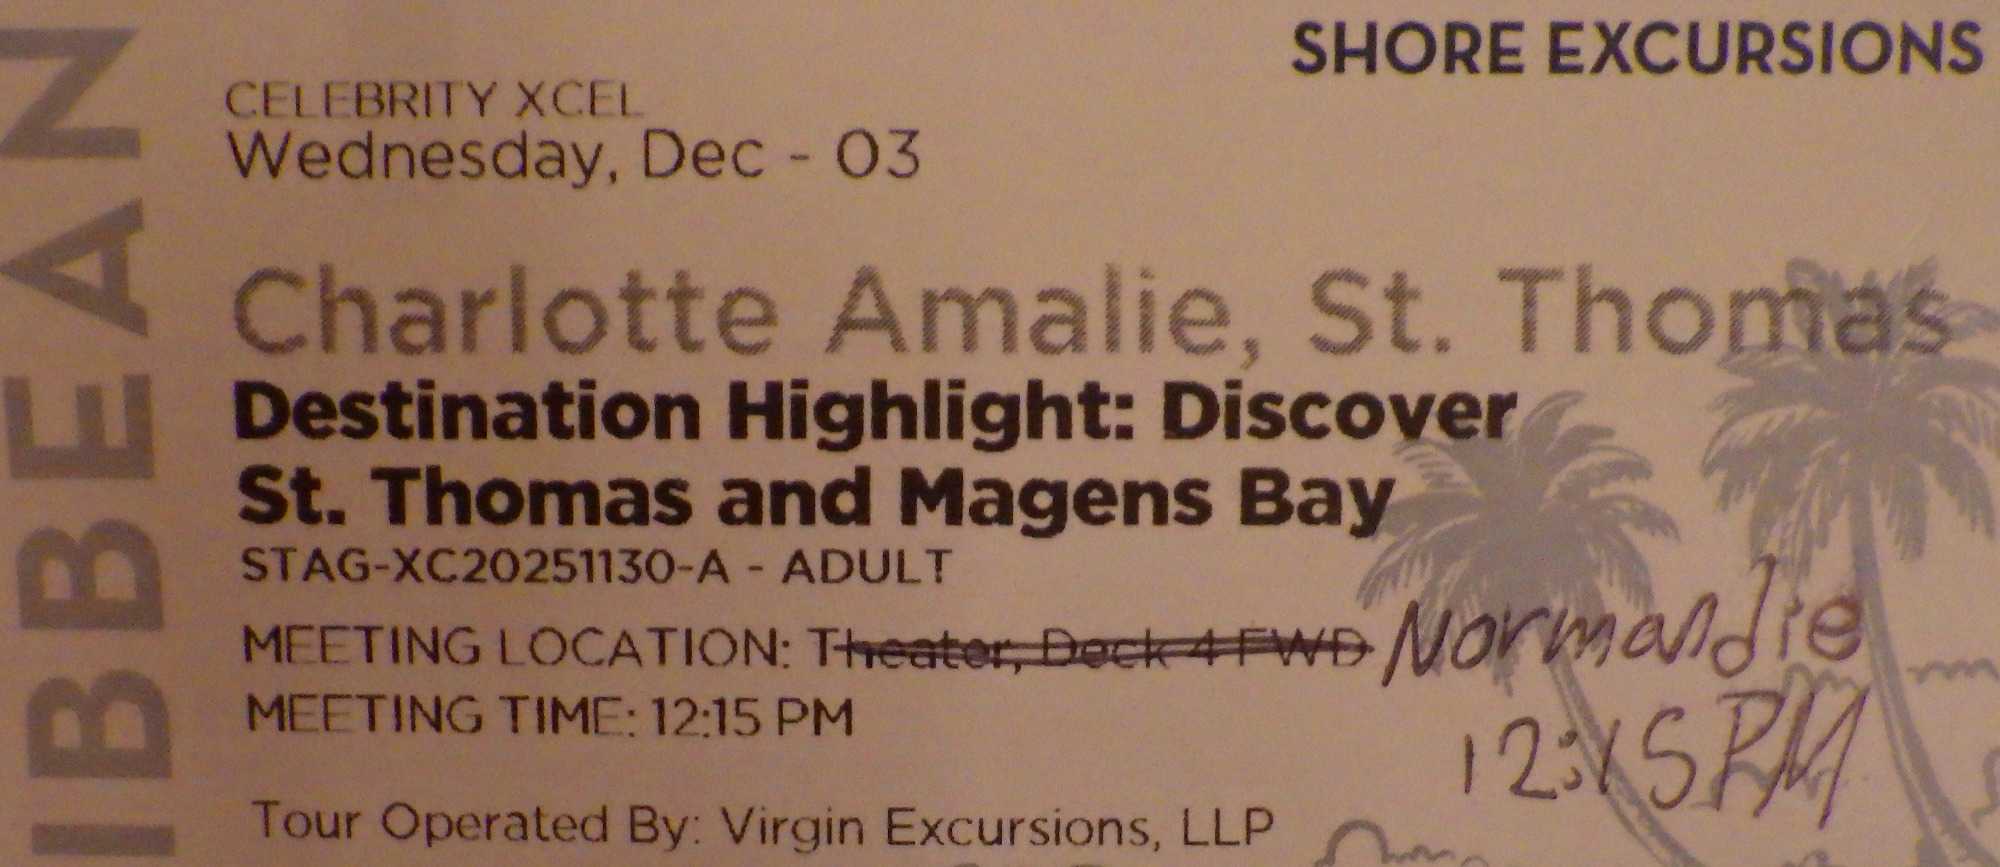 SHORE EXCURSIONS
CELEBRITY XCEL
Wednesday, Dec - 03
Charlotte Amalie, St. Thomas
Destination Highlight: Discover
St. Thomas and Magens Bay
STAG-XC20251130-A - ADULT
MEETING LOCATION: Theater, Deck 4 FWD Normandie
MEETING TIME: 12:15 PM 12:15 PM
Tour Operated By: Virgin Excursions, LLP
IBBEAN